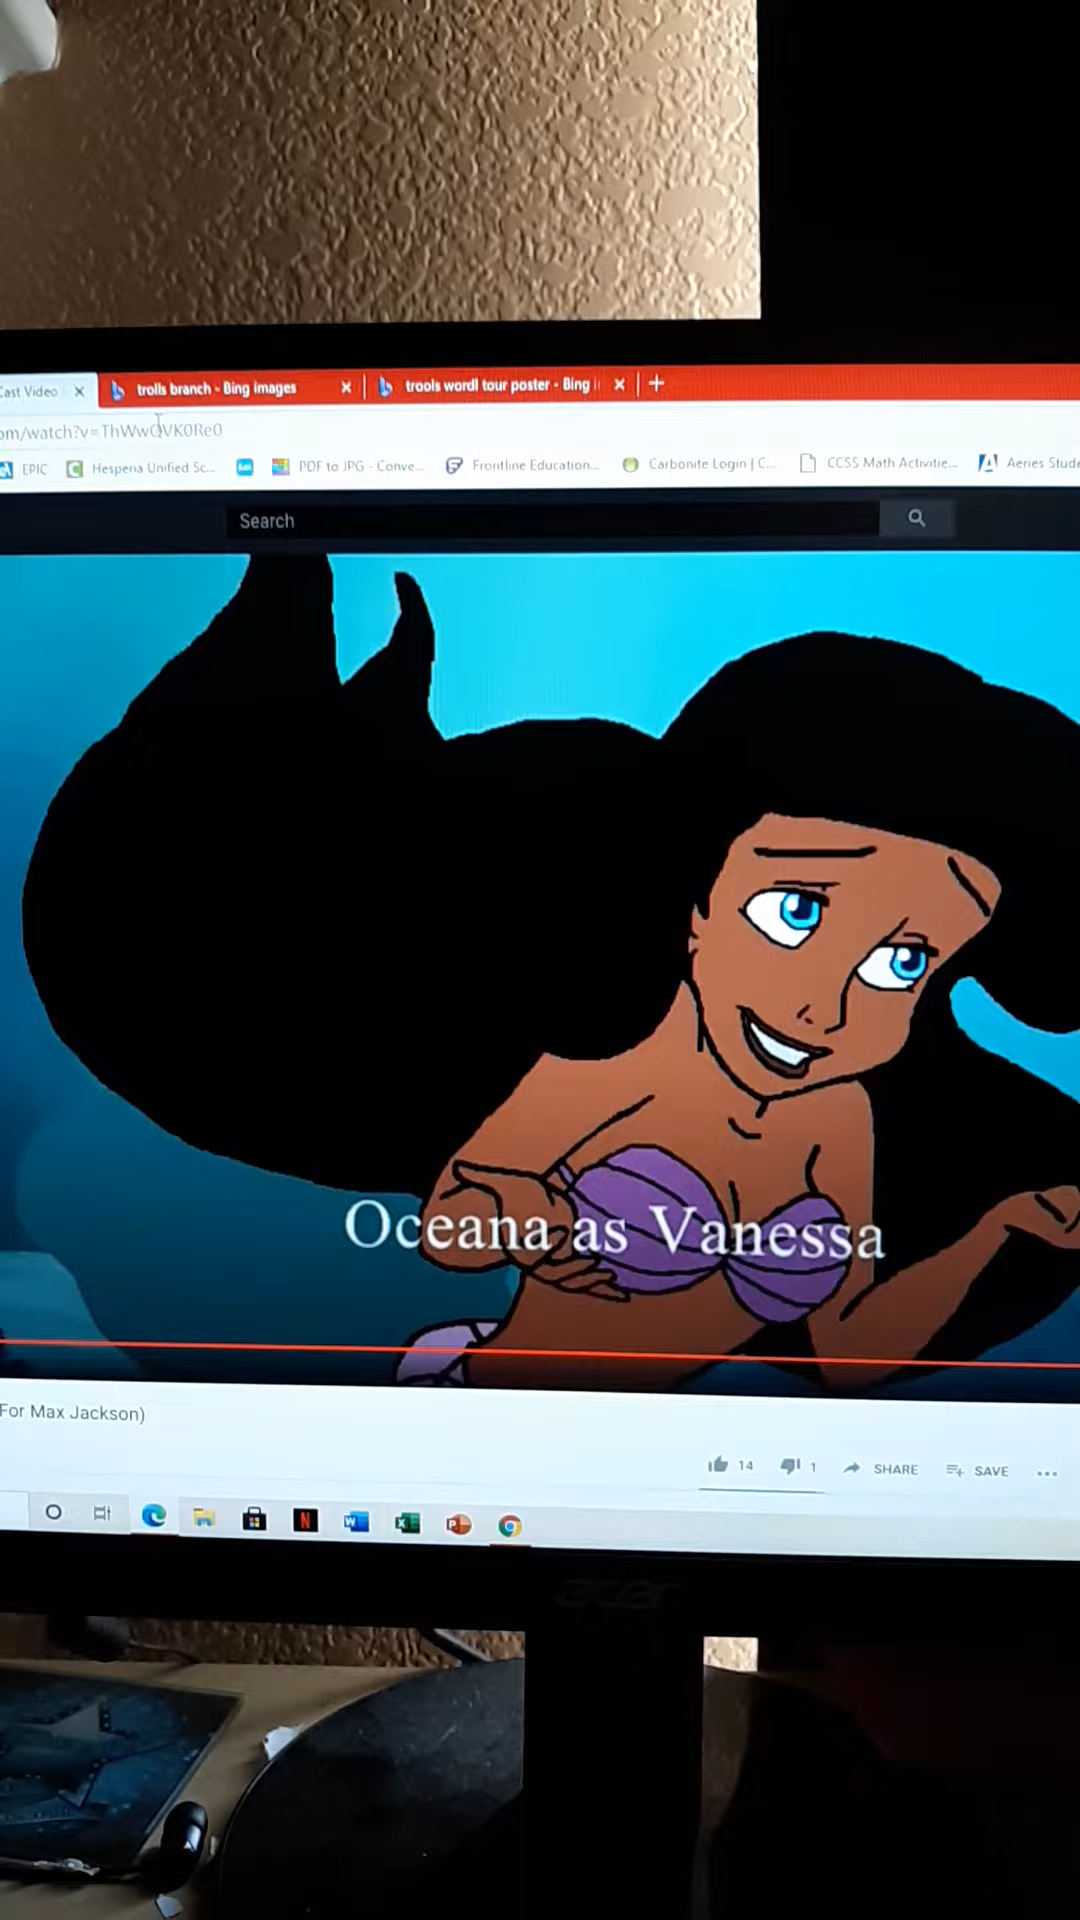 Cast Video
trolls branch - Bing images
trools wordl tour poster - Bing i
om/watch?v=ThWwQVK0Re0
EPIC
Hesperia Unified Sc...
PDF to JPG - Conve...
Frontline Education...
Carbonite Login | C...
CCSS Math Activitie...
Aeries Stude
Search
Oceana as Vanessa
For Max Jackson)
14
1
SHARE
SAVE
acer